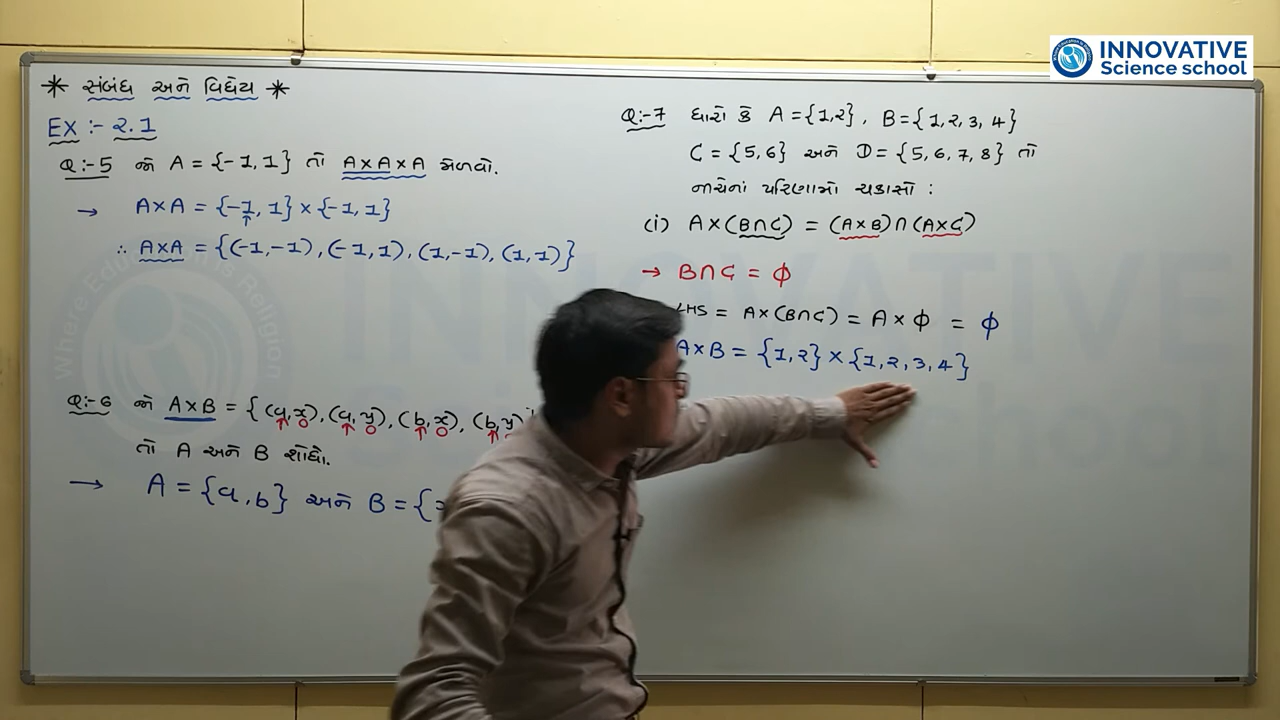 INNOVATIVE
Science school
* સંબંધ અને વિધેય *
EX :- 2.1
Q:-5 જો A = {-1, 1} તો A×A×A મેળવો.
→ A×A = {-1, 1} × {-1, 1}
∴ A×A = {(-1,-1), (-1, 1), (1,-1), (1, 1)}
Q:-6 જો A×B = {(a,x), (a,y), (b,x), (b,y)
તો A અને B શોધો.
→ A = {a, b} અને B = {
Q:-7 ધારો કે A = {1,2}, B = {1, 2, 3, 4}
C = {5, 6} અને D = {5, 6, 7, 8} તો
નીચેનાં પરિણામો ચકાસો :
(i) A×(B∩C) = (A×B)∩(A×C)
→ B∩C = ϕ
LHS = A×(B∩C) = A × ϕ = ϕ
A×B = {1, 2} × {1, 2, 3, 4}